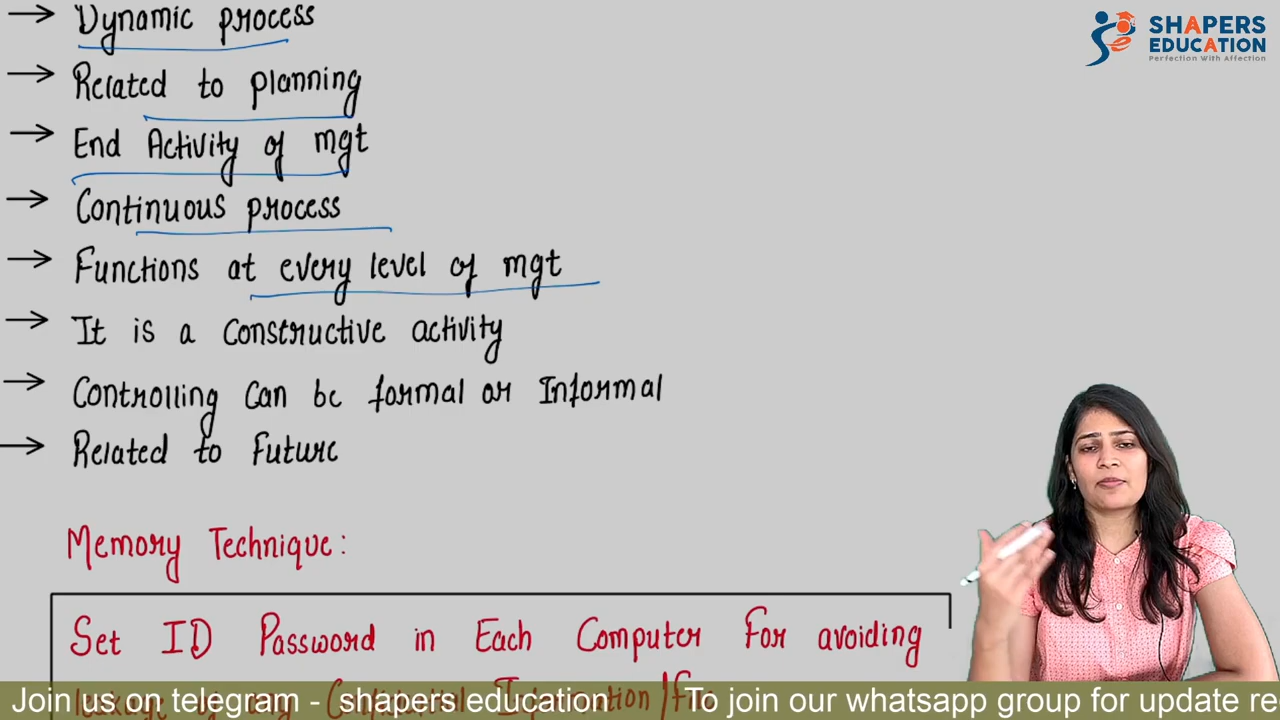 → Dynamic process
→ Related to planning
→ End Activity of mgt
→ Continuous process
→ Functions at every level of mgt
→ It is a constructive activity
→ Controlling Can be formal or Informal
→ Related to Future
Memory Technique:
Set ID Password in Each Computer For avoiding
Information
SHAPERS
EDUCATION
Perfection With Affection
Join us on telegram - shapers education To join our whatsapp group for update re